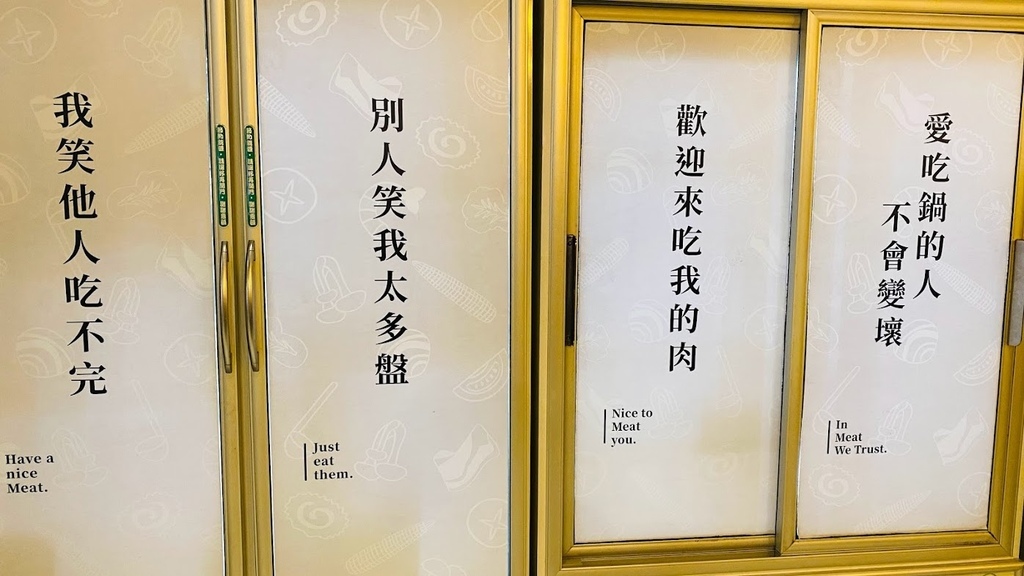 我笑他人吃不完
Have a
nice
Meat.
別人笑我太多盤
Just
eat
them.
歡迎來吃我的肉
Nice to
Meat
you.
愛吃鍋的人
不會變壞
In
Meat
We Trust.